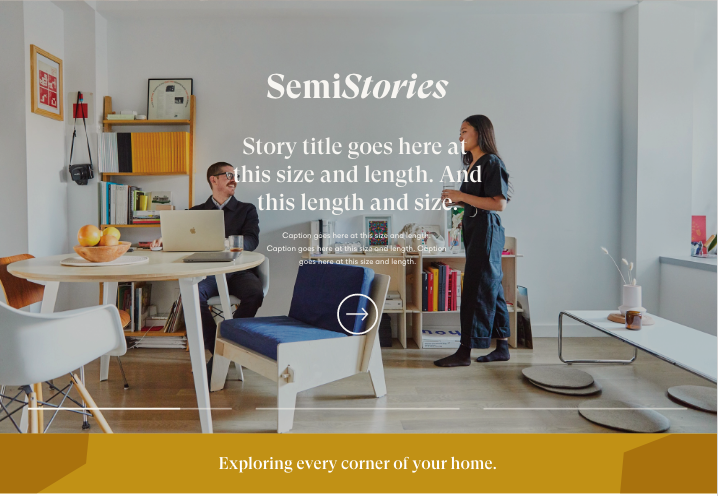 SemiStories
Story title goes here at
this size and length. And
this length and size.
Caption goes here at this size and length.
Caption goes here at this size and length. Caption
goes here at this size and length.
Exploring every corner of your home.